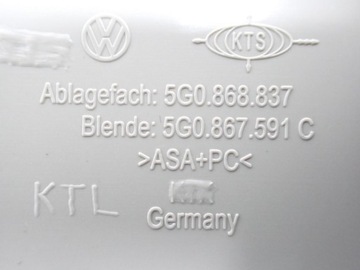 KTS
Ablagefach: 5G0.868.837
Blende: 5G0.867.591 C
>ASA+PC<
KTL
Germany